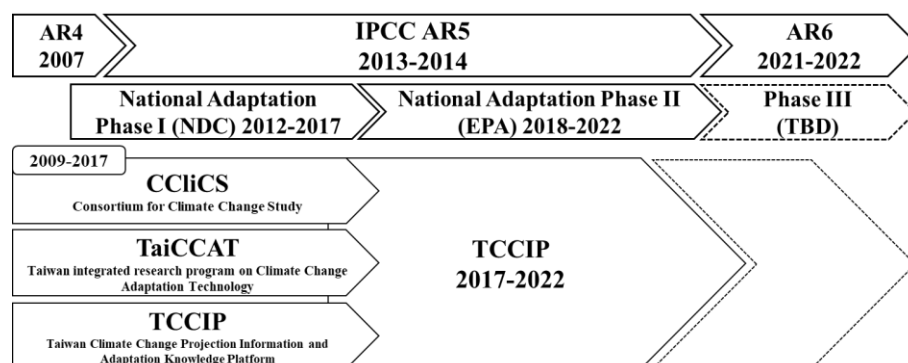 AR4
2007
IPCC AR5
2013-2014
AR6
2021-2022
National Adaptation
Phase I (NDC) 2012-2017
National Adaptation Phase II
(EPA) 2018-2022
Phase III
(TBD)
2009-2017
CCliCS
Consortium for Climate Change Study
TaiCCAT
Taiwan integrated research program on Climate Change
Adaptation Technology
TCCIP
Taiwan Climate Change Projection Information and
Adaptation Knowledge Platform
TCCIP
2017-2022